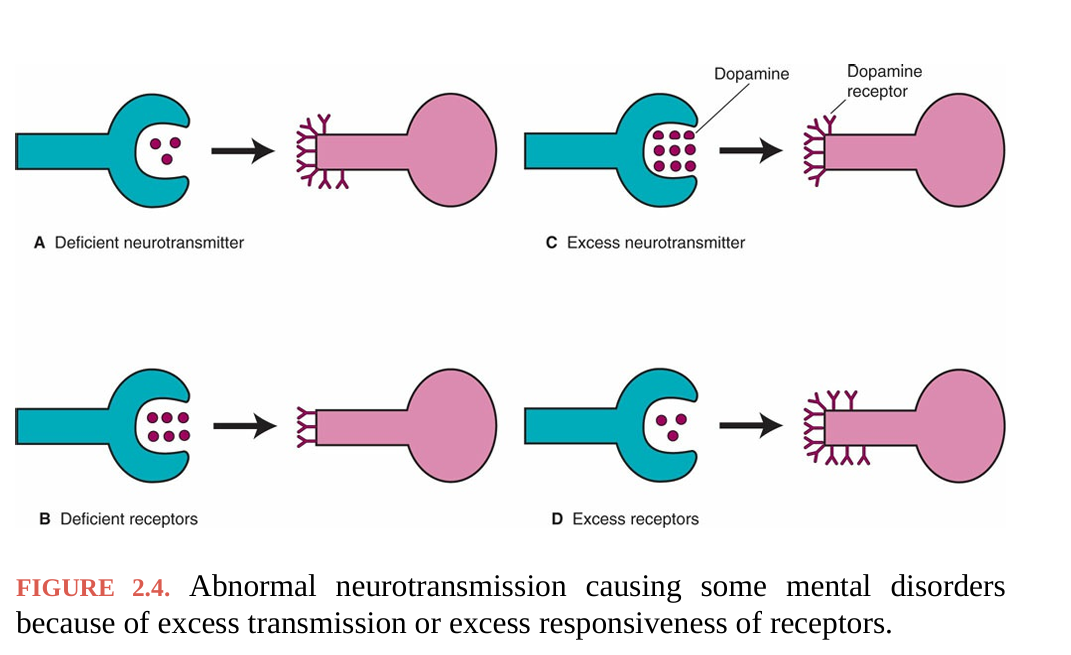 Dopamine
Dopamine
receptor
A Deficient neurotransmitter
C Excess neurotransmitter
B Deficient receptors
D Excess receptors
FIGURE 2.4. Abnormal neurotransmission causing some mental disorders
because of excess transmission or excess responsiveness of receptors.